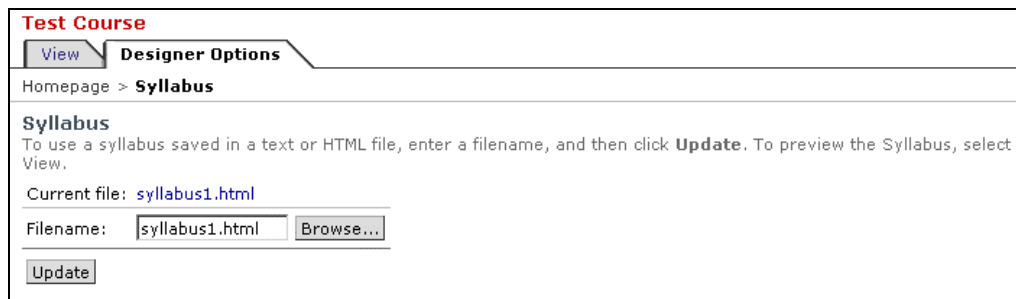 Test Course
View Designer Options
Homepage > Syllabus
Syllabus
To use a syllabus saved in a text or HTML file, enter a filename, and then click Update. To preview the Syllabus, select
View.
Current file: syllabus1.html
Filename: syllabus1.html Browse...
Update